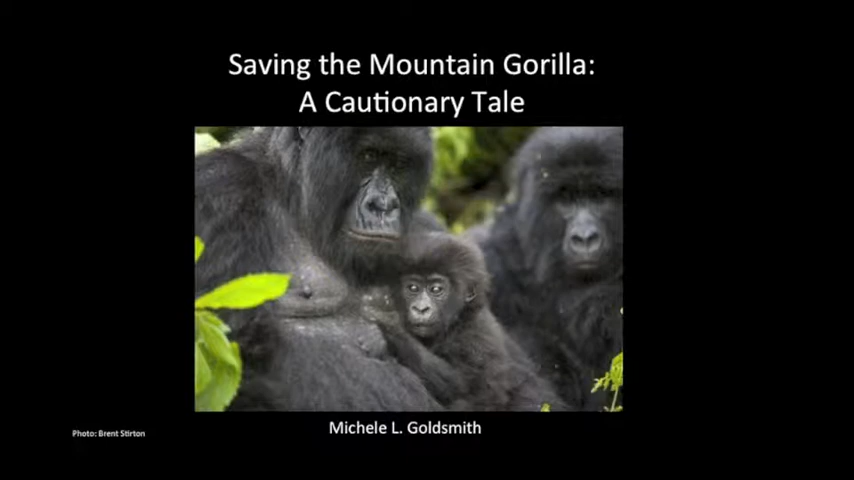 Saving the Mountain Gorilla:
A Cautionary Tale
Michele L. Goldsmith
Photo: Brent Stirton